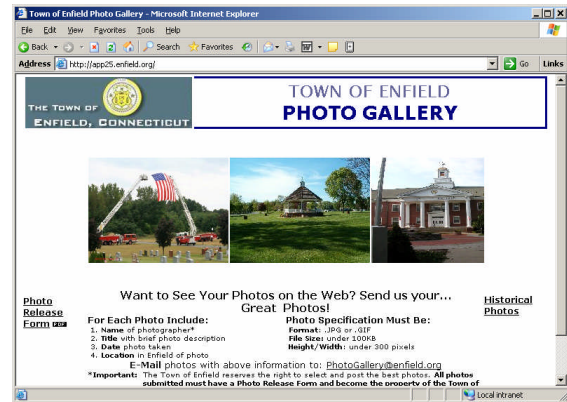 Town of Enfield Photo Gallery - Microsoft Internet Explorer
File Edit View Favorites Tools Help
Back Search Favorites
Address http://app25.enfield.org/ Go Links
THE TOWN OF
ENFIELD, CONNECTICUT
TOWN OF ENFIELD
PHOTO GALLERY
Photo
Release
Form PDF
Want to See Your Photos on the Web? Send us your...
Great Photos!
Historical
Photos
For Each Photo Include:
1. Name of photographer*
2. Title with brief photo description
3. Date photo taken
4. Location in Enfield of photo
Photo Specification Must Be:
Format: .JPG or .GIF
File Size: under 100KB
Height/Width: under 300 pixels
E-Mail photos with above information to: PhotoGallery@enfield.org
*Important: The Town of Enfield reserves the right to select and post the best photos. All photos
submitted must have a Photo Release Form and become the property of the Town of
Local intranet